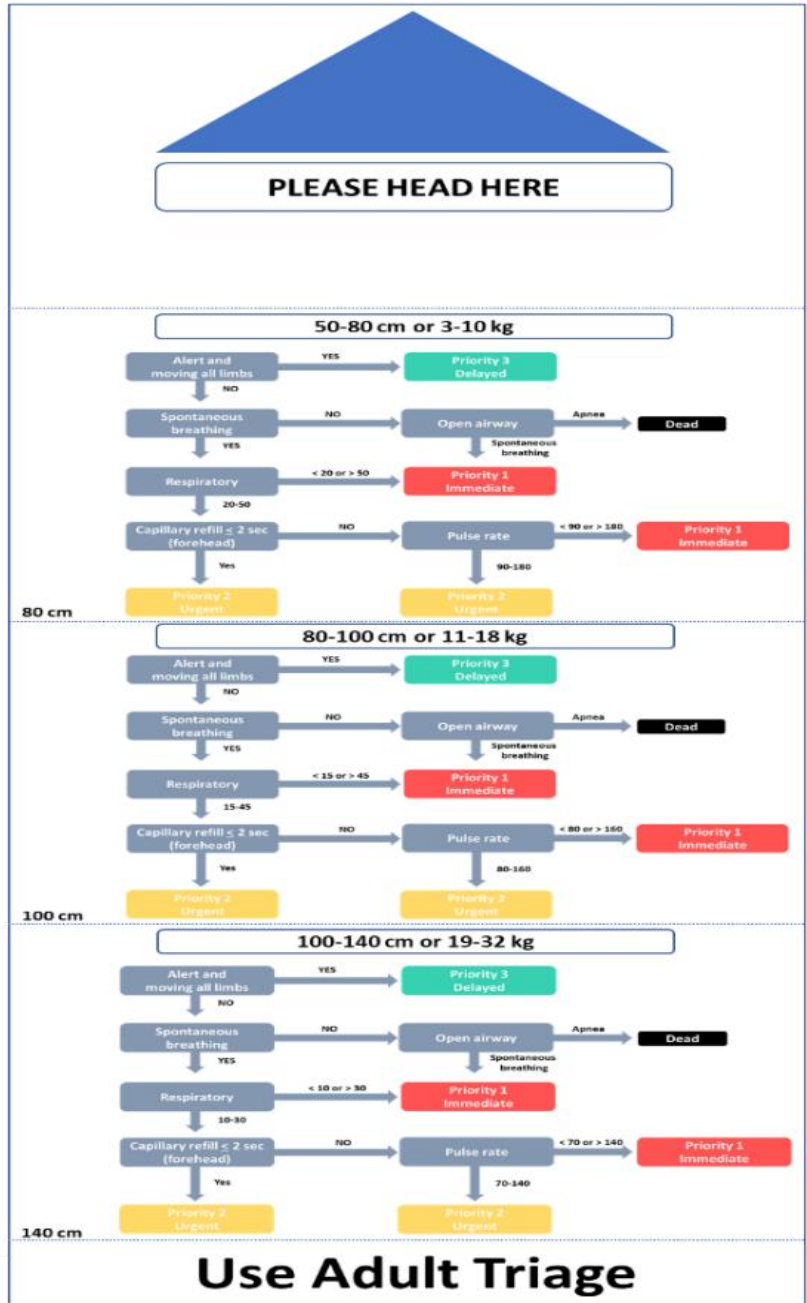 PLEASE HEAD HERE
50-80 cm or 3-10 kg
Alert and
moving all limbs
YES
Priority 3
Delayed
NO
Spontaneous
breathing
NO
Open airway
Apnea
Dead
YES
Spontaneous
breathing
Respiratory
< 20 or > 50
Priority 1
Immediate
20-50
Capillary refill ≤ 2 sec
(forehead)
NO
Pulse rate
< 90 or > 180
Priority 1
Immediate
Yes
90-180
Priority 2
Urgent
Priority 2
Urgent
80 cm
80-100 cm or 11-18 kg
Alert and
moving all limbs
YES
Priority 3
Delayed
NO
Spontaneous
breathing
NO
Open airway
Apnea
Dead
YES
Spontaneous
breathing
Respiratory
< 15 or > 45
Priority 1
Immediate
15-45
Capillary refill ≤ 2 sec
(forehead)
NO
Pulse rate
< 80 or > 160
Priority 1
Immediate
Yes
80-160
Priority 2
Urgent
Priority 2
Urgent
100 cm
100-140 cm or 19-32 kg
Alert and
moving all limbs
YES
Priority 3
Delayed
NO
Spontaneous
breathing
NO
Open airway
Apnea
Dead
YES
Spontaneous
breathing
Respiratory
< 10 or > 30
Priority 1
Immediate
10-30
Capillary refill ≤ 2 sec
(forehead)
NO
Pulse rate
< 70 or > 140
Priority 1
Immediate
Yes
70-140
Priority 2
Urgent
Priority 2
Urgent
140 cm
Use Adult Triage